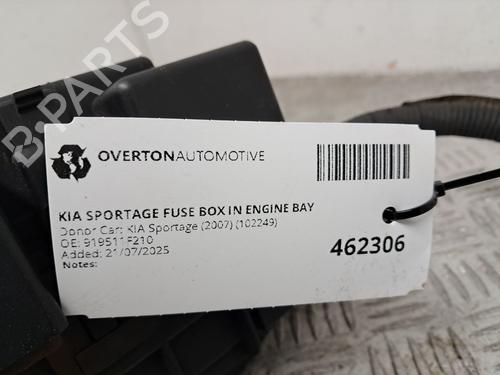 B-PARTS
OVERTONAUTOMOTIVE
KIA SPORTAGE FUSE BOX IN ENGINE BAY
Donor Car: KIA Sportage (2007) (102249)
OE: 919511F210
Added: 21/07/2025
Notes:
462306